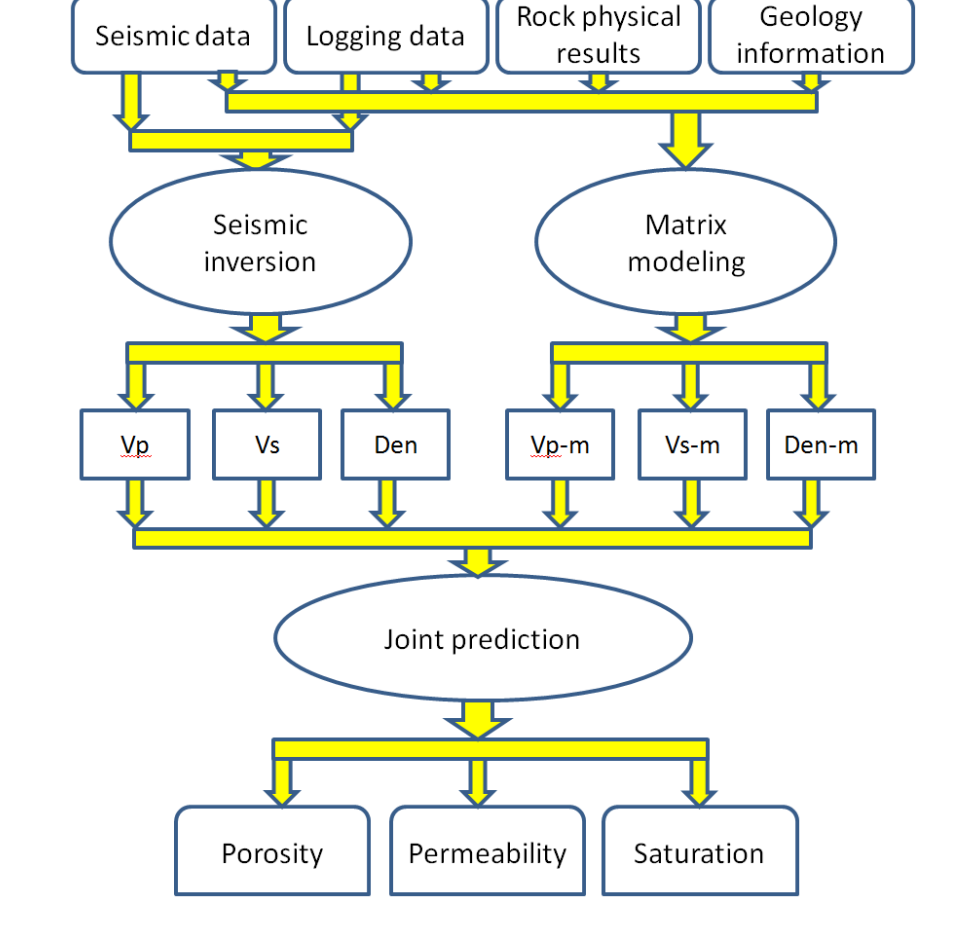 Seismic data
Logging data
Rock physical
results
Geology
information
Seismic
inversion
Matrix
modeling
Vp
Vs
Den
Vp-m
Vs-m
Den-m
Joint prediction
Porosity
Permeability
Saturation